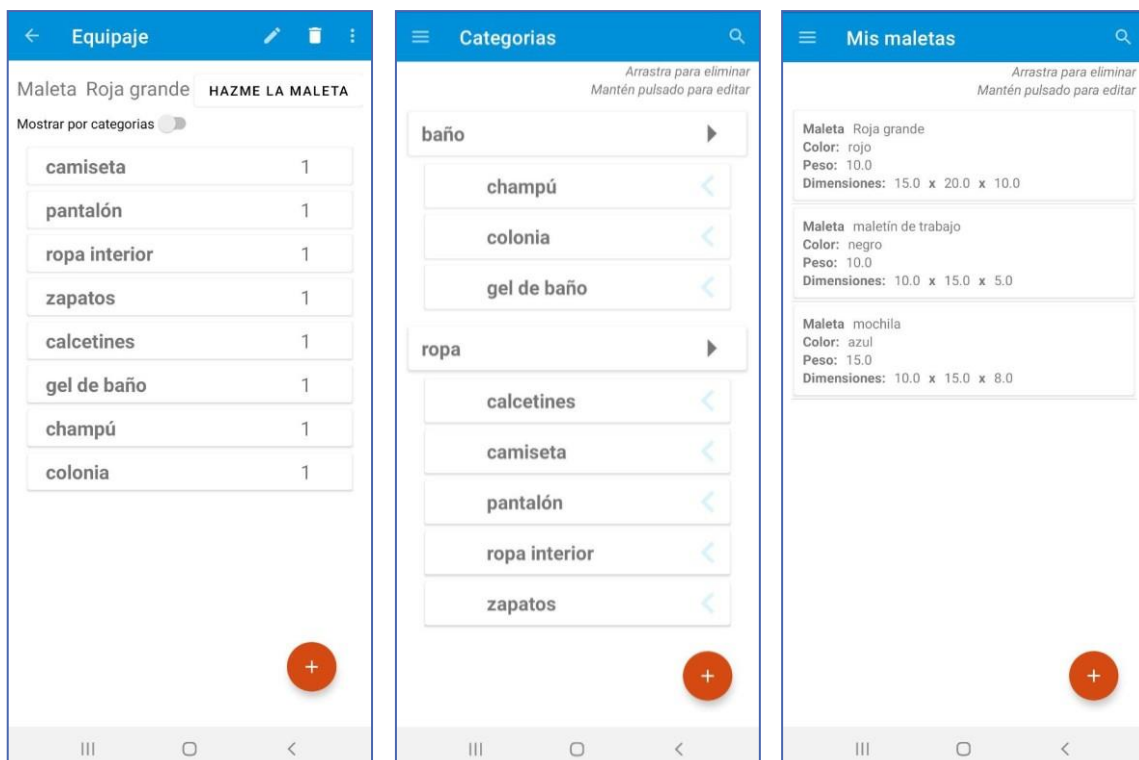 Equipaje
Maleta Roja grande HAZME LA MALETA
Mostrar por categorias
camiseta 1
pantalón 1
ropa interior 1
zapatos 1
calcetines 1
gel de baño 1
champú 1
colonia 1
+
Categorias
Arrastra para eliminar
Mantén pulsado para editar
baño
champú
colonia
gel de baño
ropa
calcetines
camiseta
pantalón
ropa interior
zapatos
+
Mis maletas
Arrastra para eliminar
Mantén pulsado para editar
Maleta Roja grande
Color: rojo
Peso: 10.0
Dimensiones: 15.0 x 20.0 x 10.0
Maleta maletín de trabajo
Color: negro
Peso: 10.0
Dimensiones: 10.0 x 15.0 x 5.0
Maleta mochila
Color: azul
Peso: 15.0
Dimensiones: 10.0 x 15.0 x 8.0
+